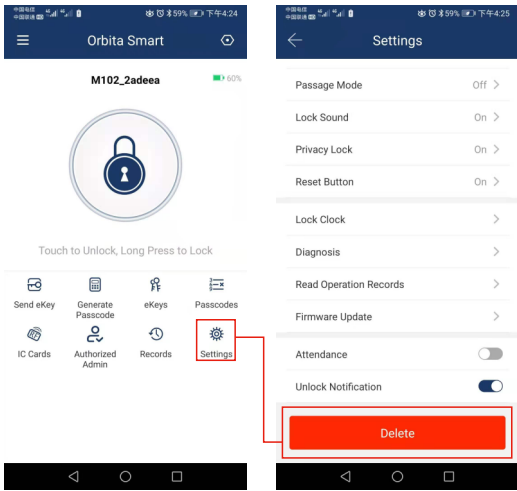 中国电信
中国联通
59%
下午4:24
Orbita Smart
M102_2adeea
60%
Touch to Unlock, Long Press to Lock
Send eKey
Generate
Passcode
eKeys
Passcodes
IC Cards
Authorized
Admin
Records
Settings
中国电信
中国联通
59%
下午4:25
Settings
Passage Mode Off
Lock Sound On
Privacy Lock On
Reset Button On
Lock Clock
Diagnosis
Read Operation Records
Firmware Update
Attendance
Unlock Notification
Delete